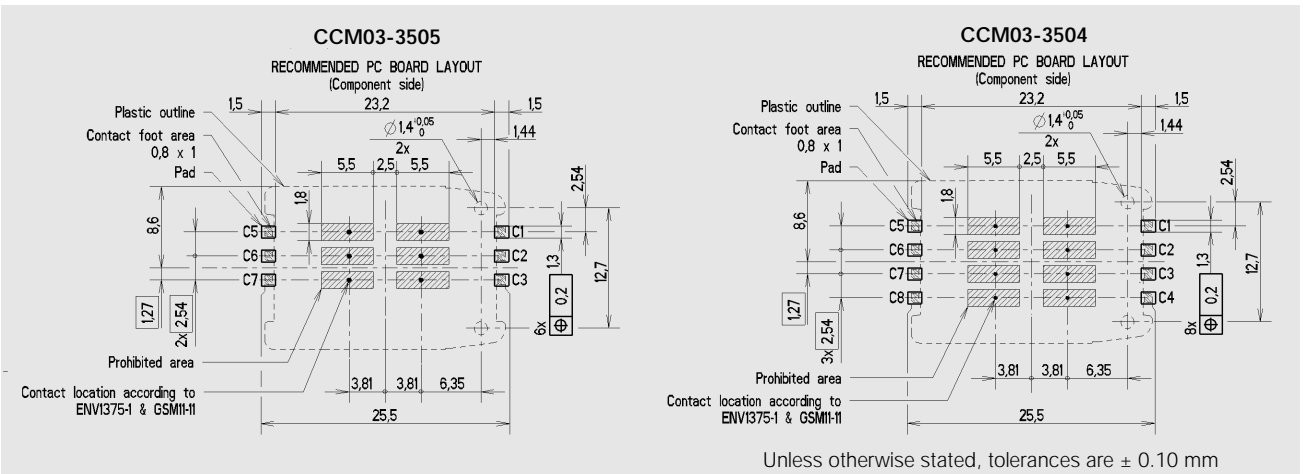 CCM03-3505
RECOMMENDED PC BOARD LAYOUT
(Component side)
1,5
23,2
1,5
Plastic outline
Contact foot area
0,8 x 1
Pad
Ø 1,4 +0,05 0
2x
1,44
5,5
2,5
5,5
1,8
2,54
8,6
C5
C6
C7
C1
C2
C3
1,3
12,7
1,27
2x 2,54
6x
⌖ 0,2
Prohibited area
Contact location according to
ENV1375-1 & GSM11-11
3,81
3,81
6,35
25,5
CCM03-3504
RECOMMENDED PC BOARD LAYOUT
(Component side)
1,5
23,2
1,5
Plastic outline
Contact foot area
0,8 x 1
Pad
Ø 1,4 +0,05 0
2x
1,44
5,5
2,5
5,5
1,8
2,54
8,6
C5
C6
C7
C8
C1
C2
C3
C4
1,3
12,7
1,27
3x 2,54
8x
⌖ 0,2
Prohibited area
Contact location according to
ENV1375-1 & GSM11-11
3,81
3,81
6,35
25,5
Unless otherwise stated, tolerances are ± 0.10 mm